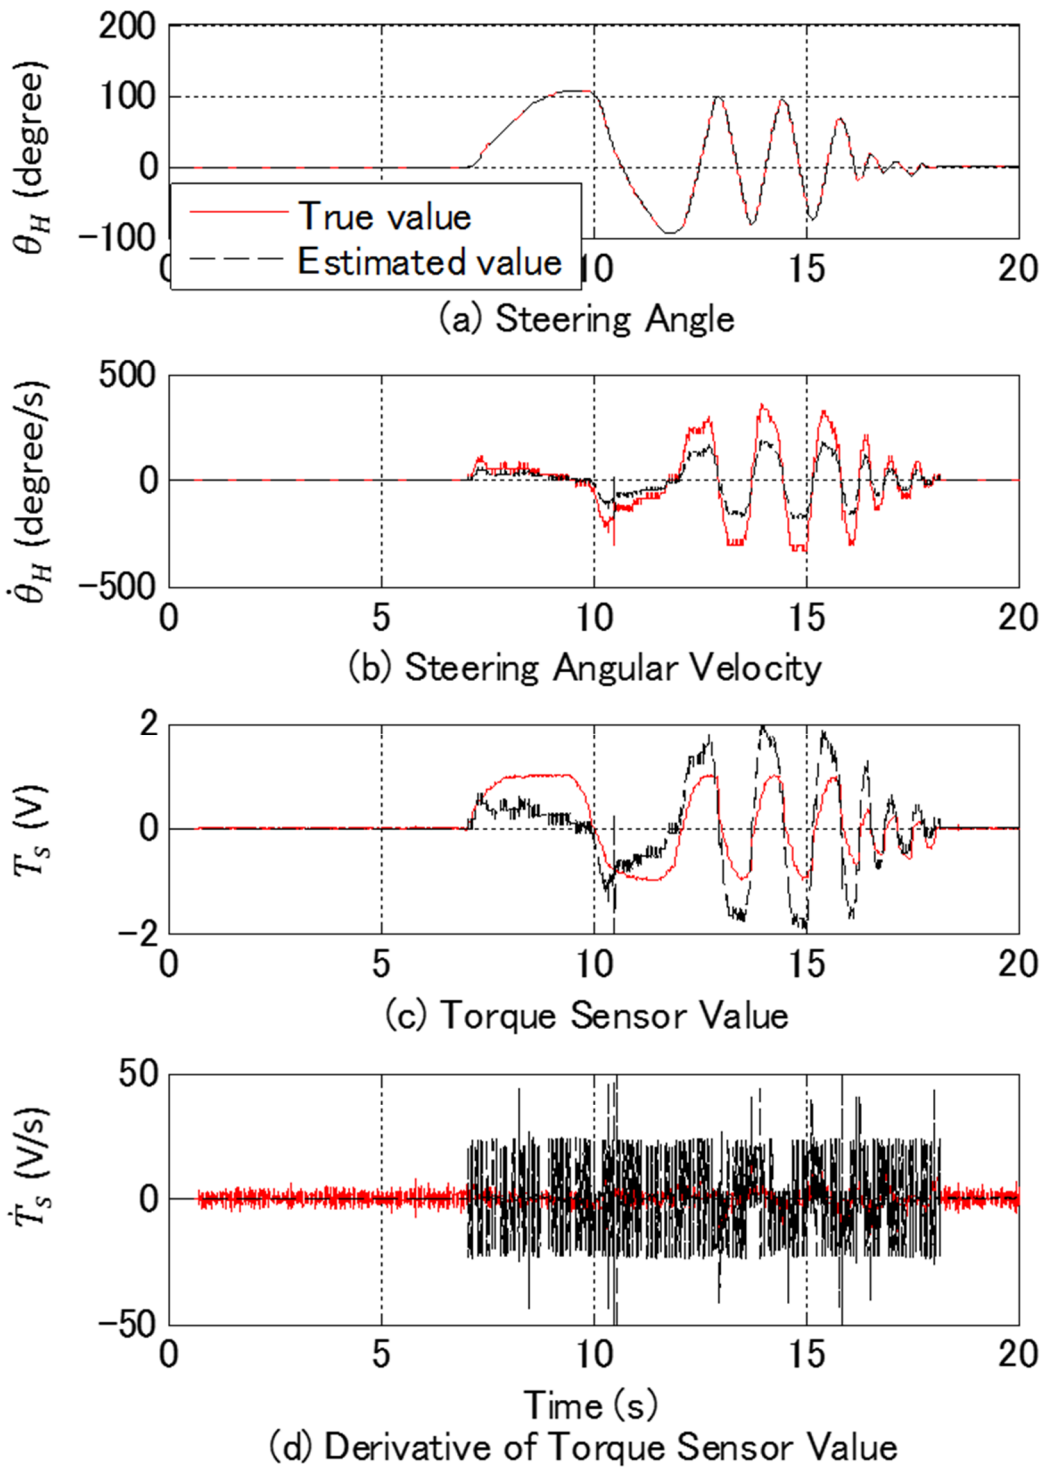 200
100
0
−100
θ_H (degree)
True value
Estimated value
0 10 15 20
(a) Steering Angle
500
0
−500
θ̇_H (degree/s)
0 5 10 15 20
(b) Steering Angular Velocity
2
0
−2
T_S (V)
0 5 10 15 20
(c) Torque Sensor Value
50
0
−50
Ṫ_S (V/s)
0 5 10 15 20
Time (s)
(d) Derivative of Torque Sensor Value